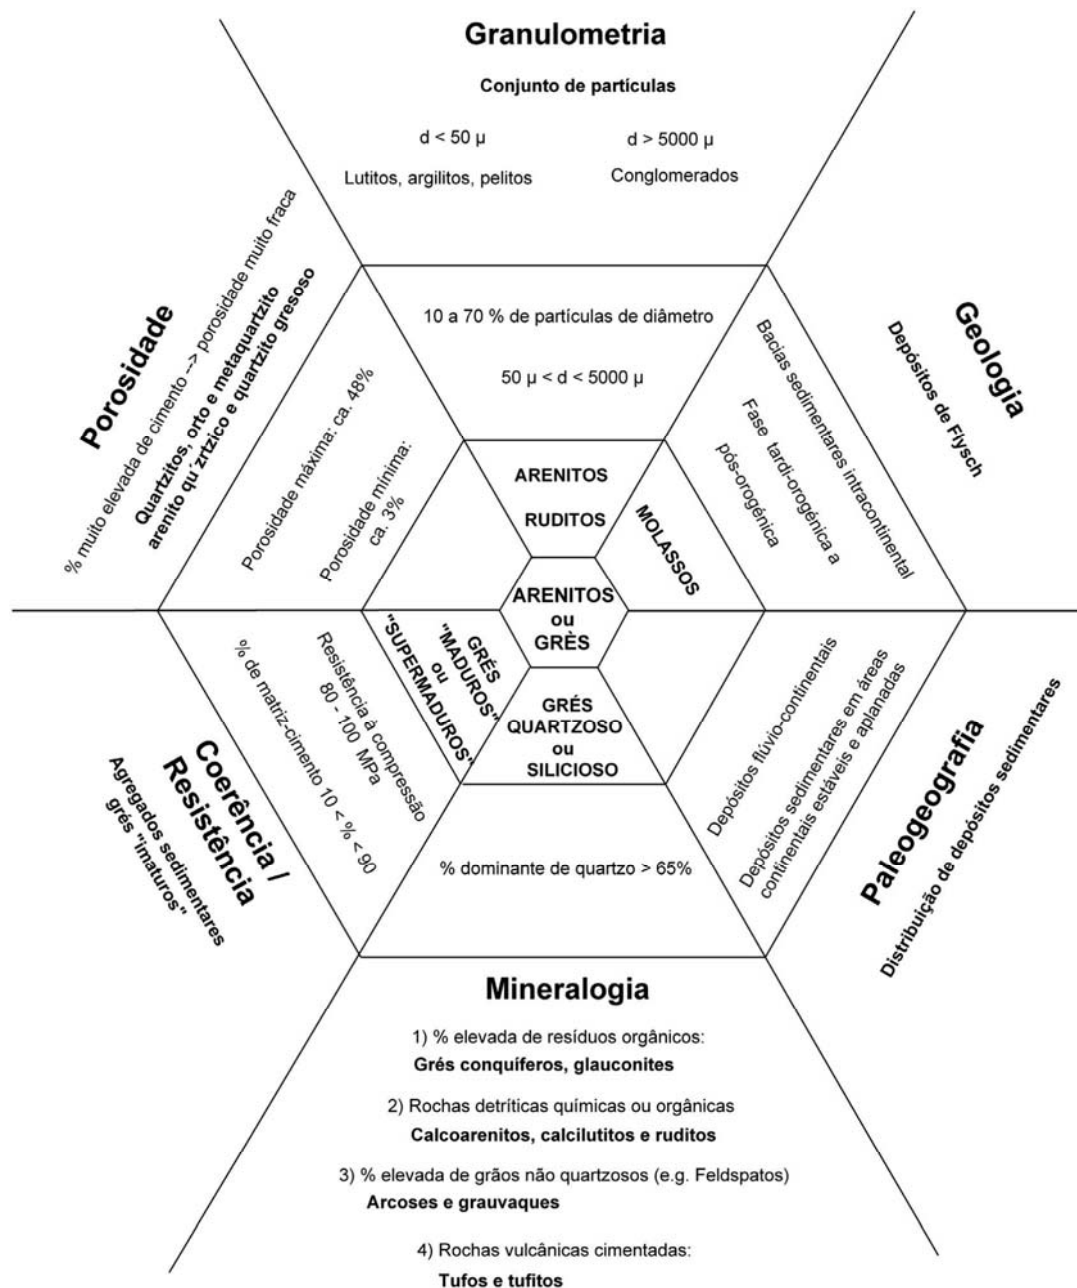 Granulometria
Conjunto de partículas
d < 50 µ
d > 5000 µ
Lutitos, argilitos, pelitos
Conglomerados
10 a 70 % de partículas de diâmetro
50 µ < d < 5000 µ
ARENITOS
RUDITOS
Porosidade
% muito elevada de cimento --> porosidade muito fraca
Quartzitos, orto e metaquartzito
arenito qu´zrtzico e quartzito gresoso
Porosidade máxima: ca. 48%
Porosidade mínima:
ca. 3%
Geologia
Depósitos de Flysch
Bacias sedimentares intracontinental
Fase tardi-orogénica a
pós-orogénica
MOLASSOS
ARENITOS
ou
GRÈS
Coerência /
Resistência
Agregados sedimentares
grés "imaturos"
% de matriz-cimento 10 < % < 90
Resistência à compressão
80 - 100 MPa
GRÉS
"MADUROS"
ou
"SUPERMADUROS"
GRÉS
QUARTZOSO
ou
SILICIOSO
Depósitos flúvio-continentais
Depósitos sedimentares em áreas
continentais estáveis e aplanadas
Paleogeografia
Distribuição de depósitos sedimentares
% dominante de quartzo > 65%
Mineralogia
1) % elevada de resíduos orgânicos:
Grés conquíferos, glauconites
2) Rochas detríticas químicas ou orgânicas
Calcoarenitos, calcilutitos e ruditos
3) % elevada de grãos não quartzosos (e.g. Feldspatos)
Arcoses e grauvaques
4) Rochas vulcânicas cimentadas:
Tufos e tufitos